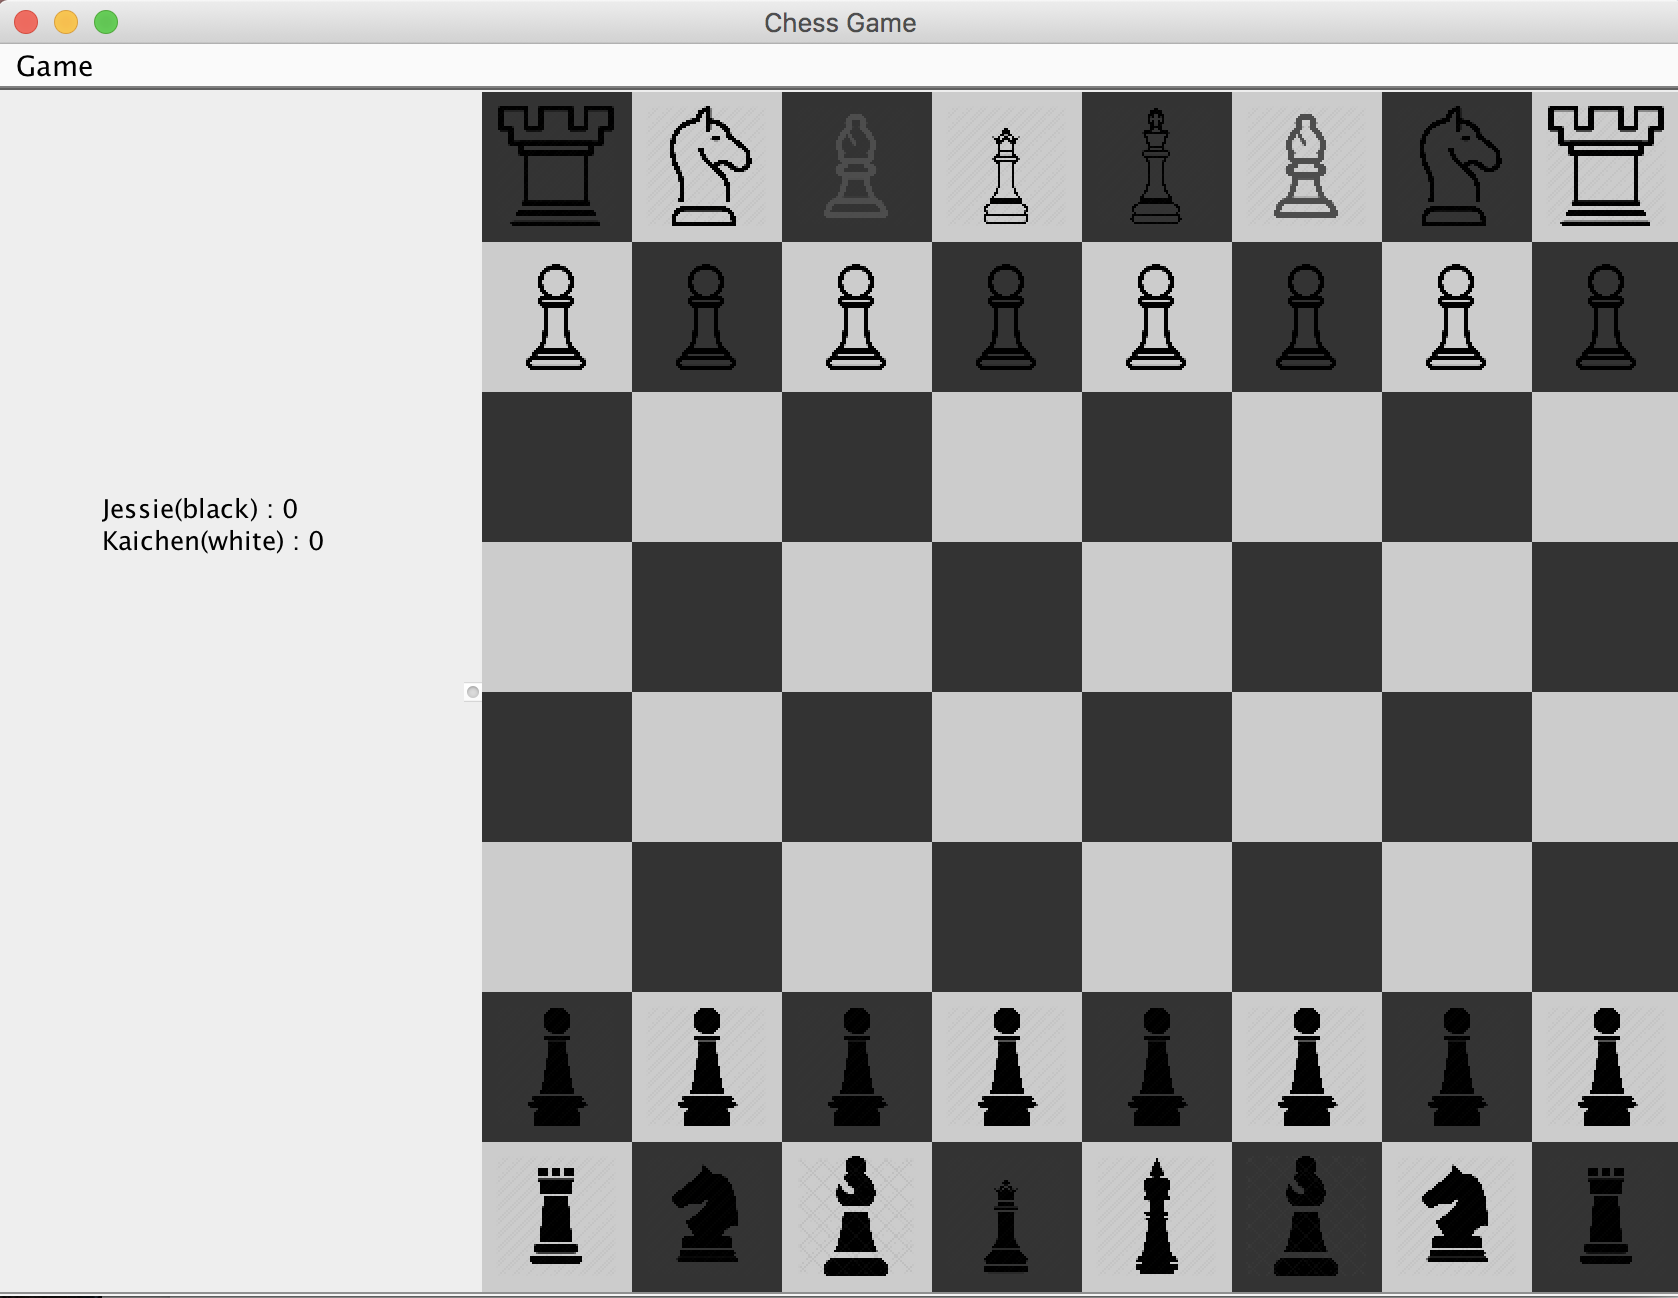 Chess Game
Game
Jessie(black) : 0
Kaichen(white) : 0